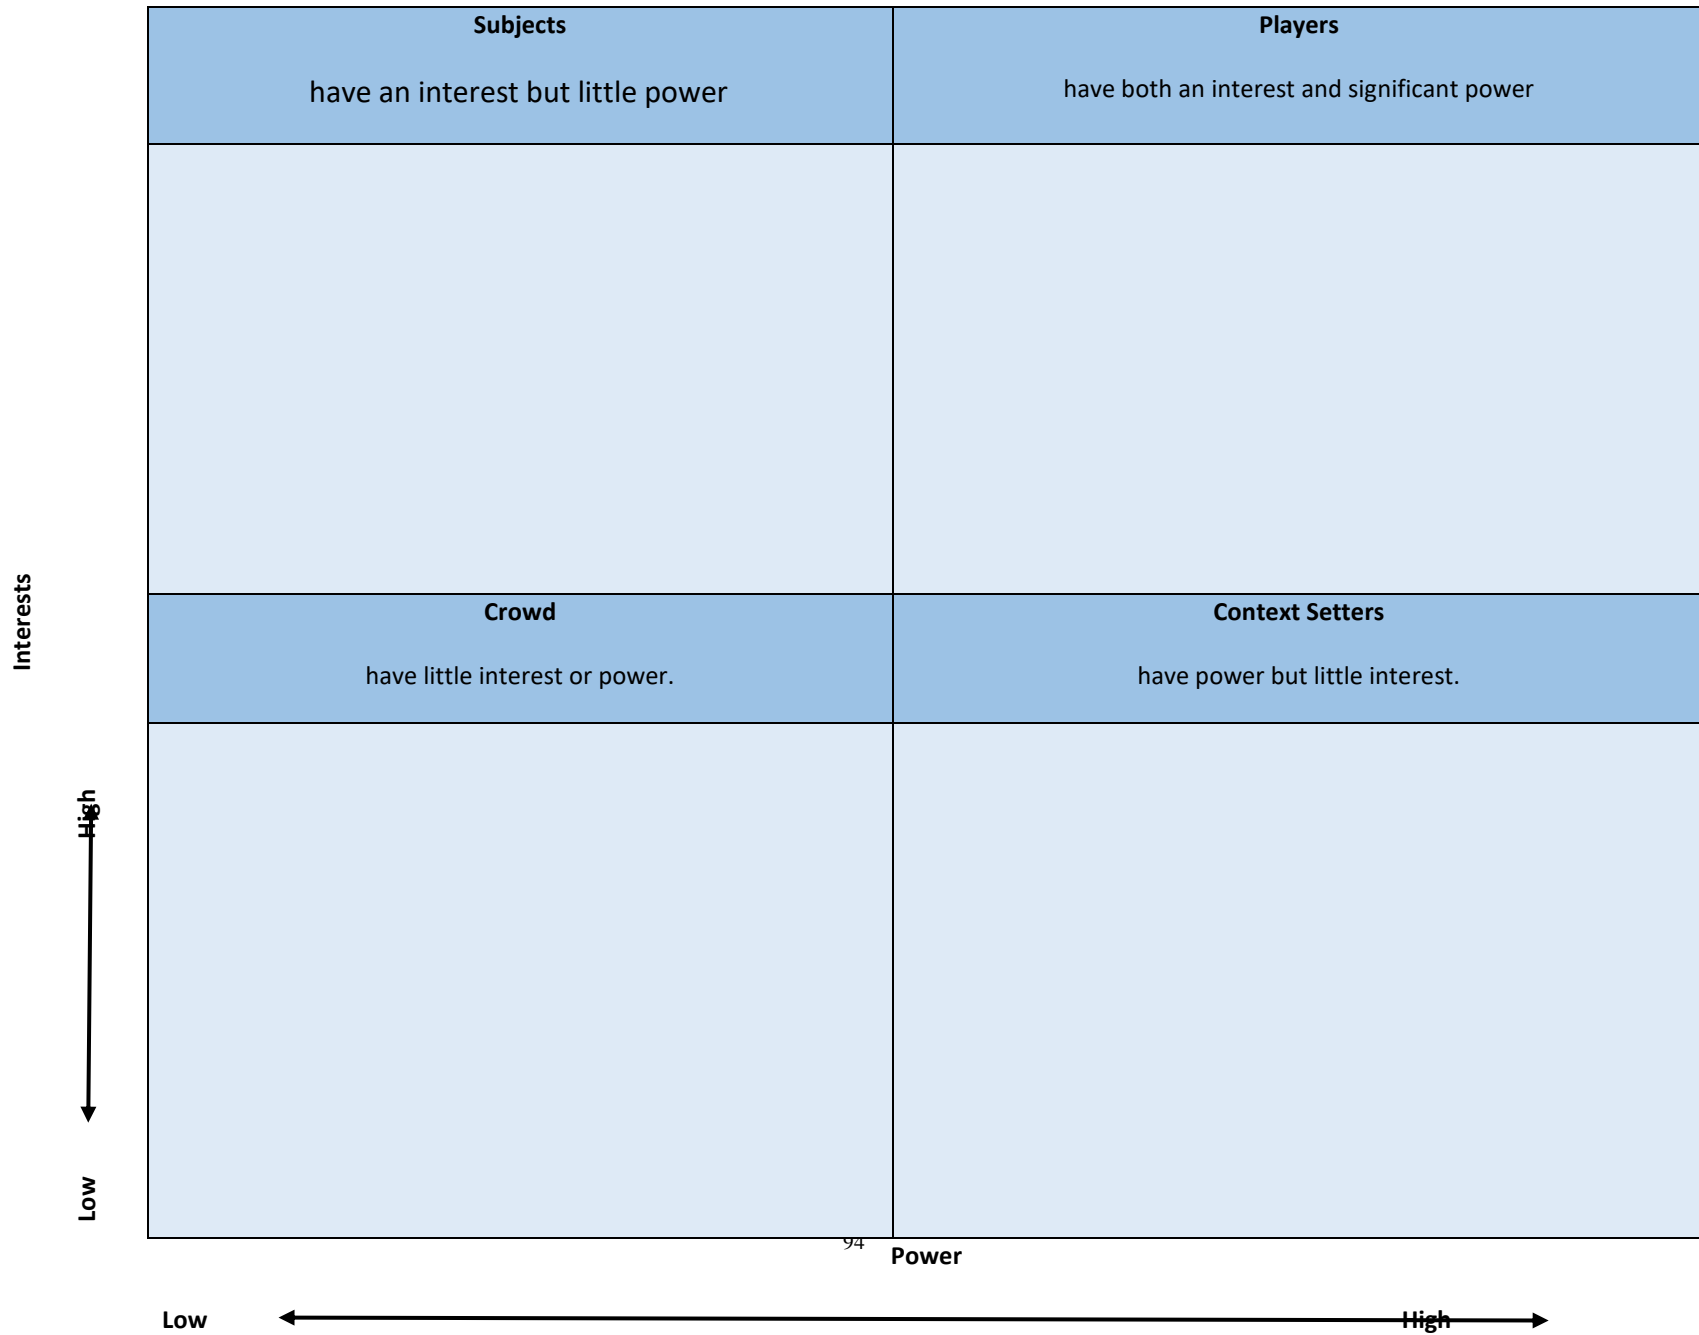 Subjects
have an interest but little power
Players
have both an interest and significant power
Interests
Crowd
have little interest or power.
Context Setters
have power but little interest.
High
Low
94
Power
Low
High